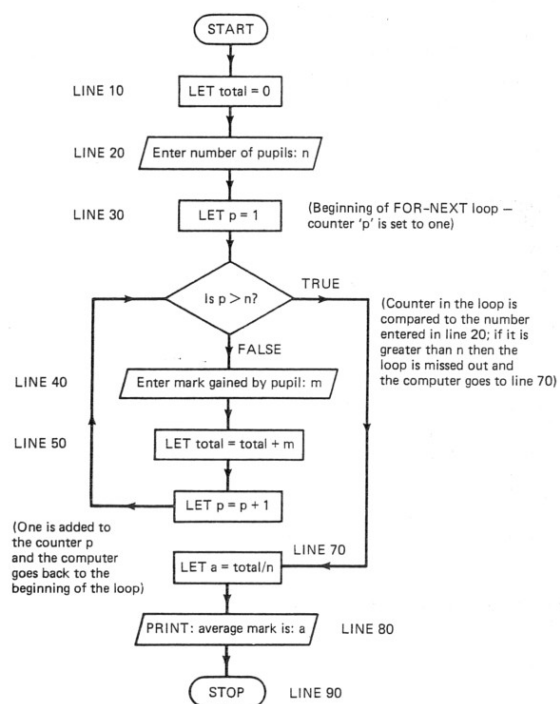 START
LINE 10
LET total = 0
LINE 20
Enter number of pupils: n
LINE 30
LET p = 1
(Beginning of FOR–NEXT loop –
counter 'p' is set to one)
Is p > n?
TRUE
(Counter in the loop is
compared to the number
entered in line 20; if it is
greater than n then the
loop is missed out and
the computer goes to line 70)
FALSE
LINE 40
Enter mark gained by pupil: m
LINE 50
LET total = total + m
LET p = p + 1
(One is added to
the counter p
and the computer
goes back to the
beginning of the loop)
LINE 70
LET a = total/n
PRINT: average mark is: a
LINE 80
STOP
LINE 90